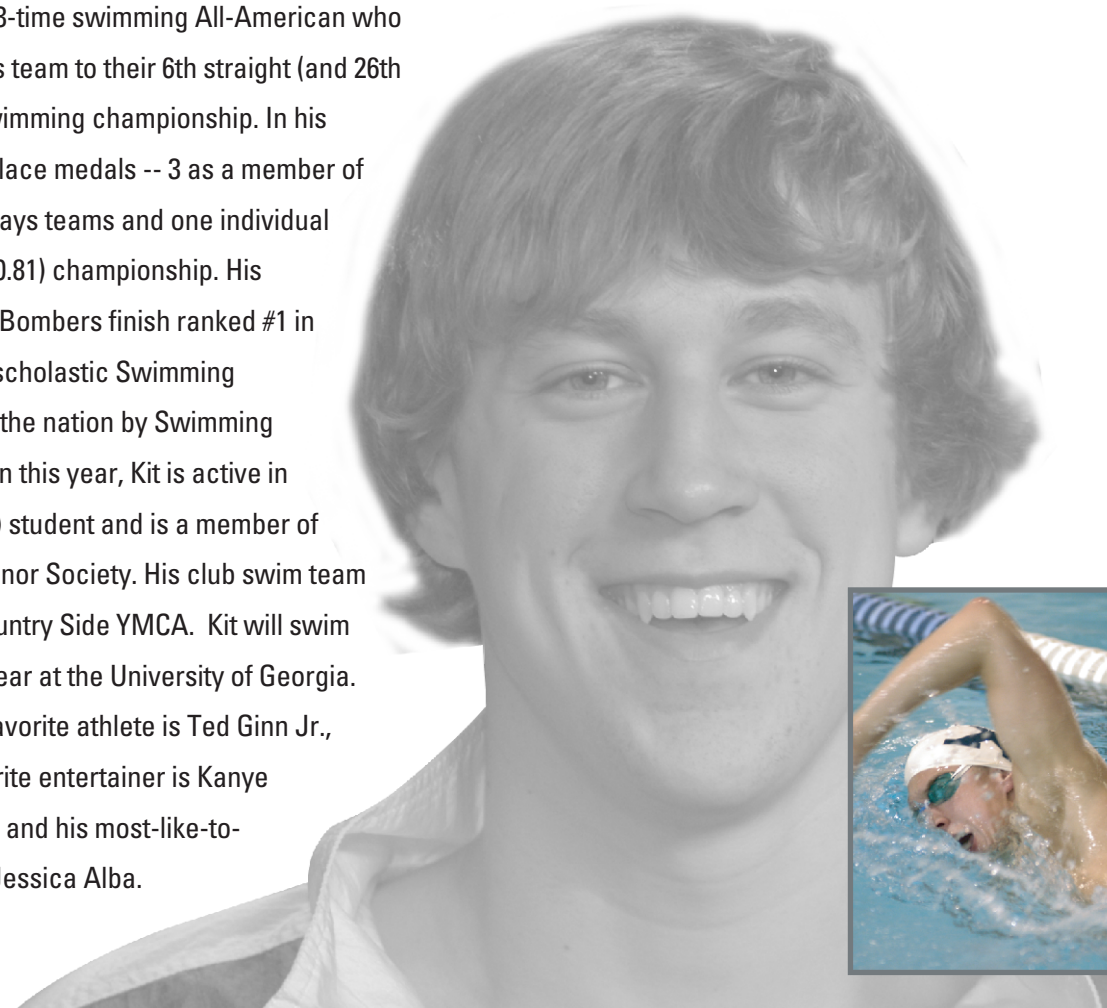 3-time swimming All-American who
s team to their 6th straight (and 26th
wimming championship. In his
lace medals -- 3 as a member of
ays teams and one individual
0.81) championship. His
Bombers finish ranked #1 in
scholastic Swimming
the nation by Swimming
n this year, Kit is active in
student and is a member of
nor Society. His club swim team
untry Side YMCA. Kit will swim
ear at the University of Georgia.
avorite athlete is Ted Ginn Jr.,
rite entertainer is Kanye
and his most-like-to-
Jessica Alba.